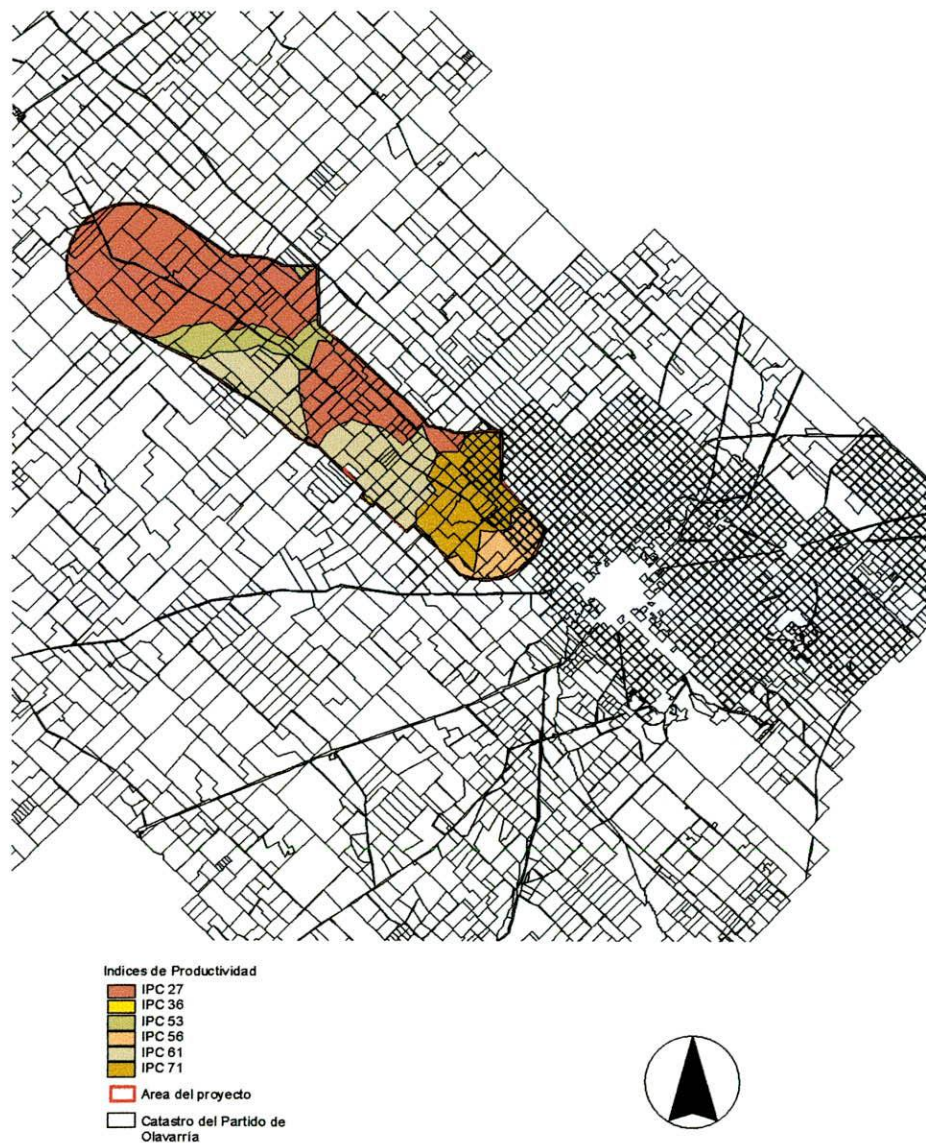 Indices de Productividad
IPC 27
IPC 36
IPC 53
IPC 56
IPC 61
IPC 71
Area del proyecto
Catastro del Partido de
Olavarría